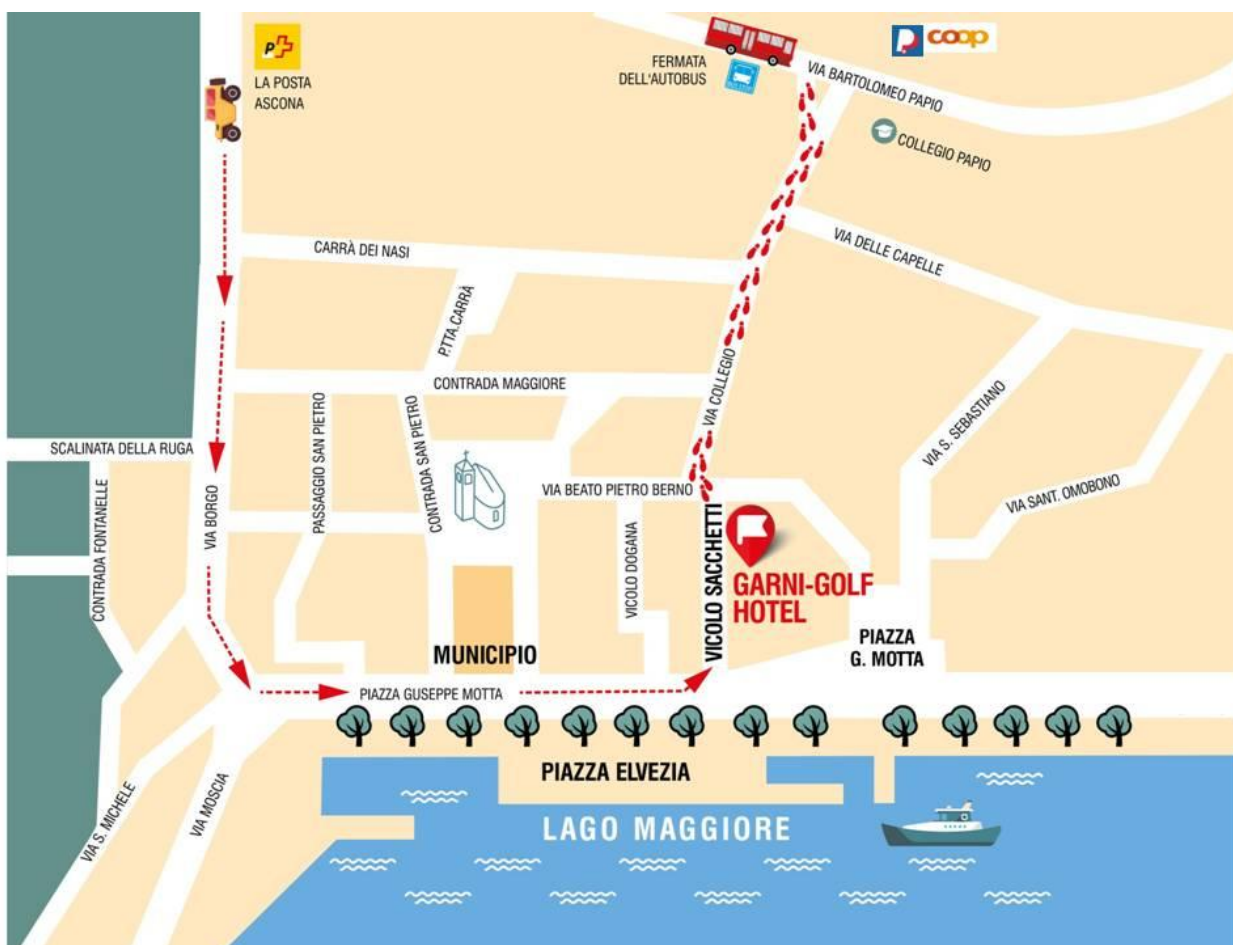 P
LA POSTA
ASCONA
FERMATA
DELL'AUTOBUS
P
coop
VIA BARTOLOMEO PAPIO
COLLEGIO PAPIO
CARRÀ DEI NASI
VIA DELLE CAPELLE
P.TTA.CARRÀ
VIA COLLEGIO
CONTRADA MAGGIORE
PASSAGGIO SAN PIETRO
CONTRADA SAN PIETRO
VIA S. SEBASTIANO
SCALINATA DELLA RUGA
VIA BEATO PIETRO BERNO
VIA SANT. OMOBONO
CONTRADA FONTANELLE
VIA BORGO
VICOLO DOGANA
VICOLO SACCHETTI
GARNI-GOLF
HOTEL
MUNICIPIO
PIAZZA
G. MOTTA
PIAZZA GUSEPPE MOTTA
PIAZZA ELVEZIA
VIA S. MICHELE
VIA MOSCIA
LAGO MAGGIORE